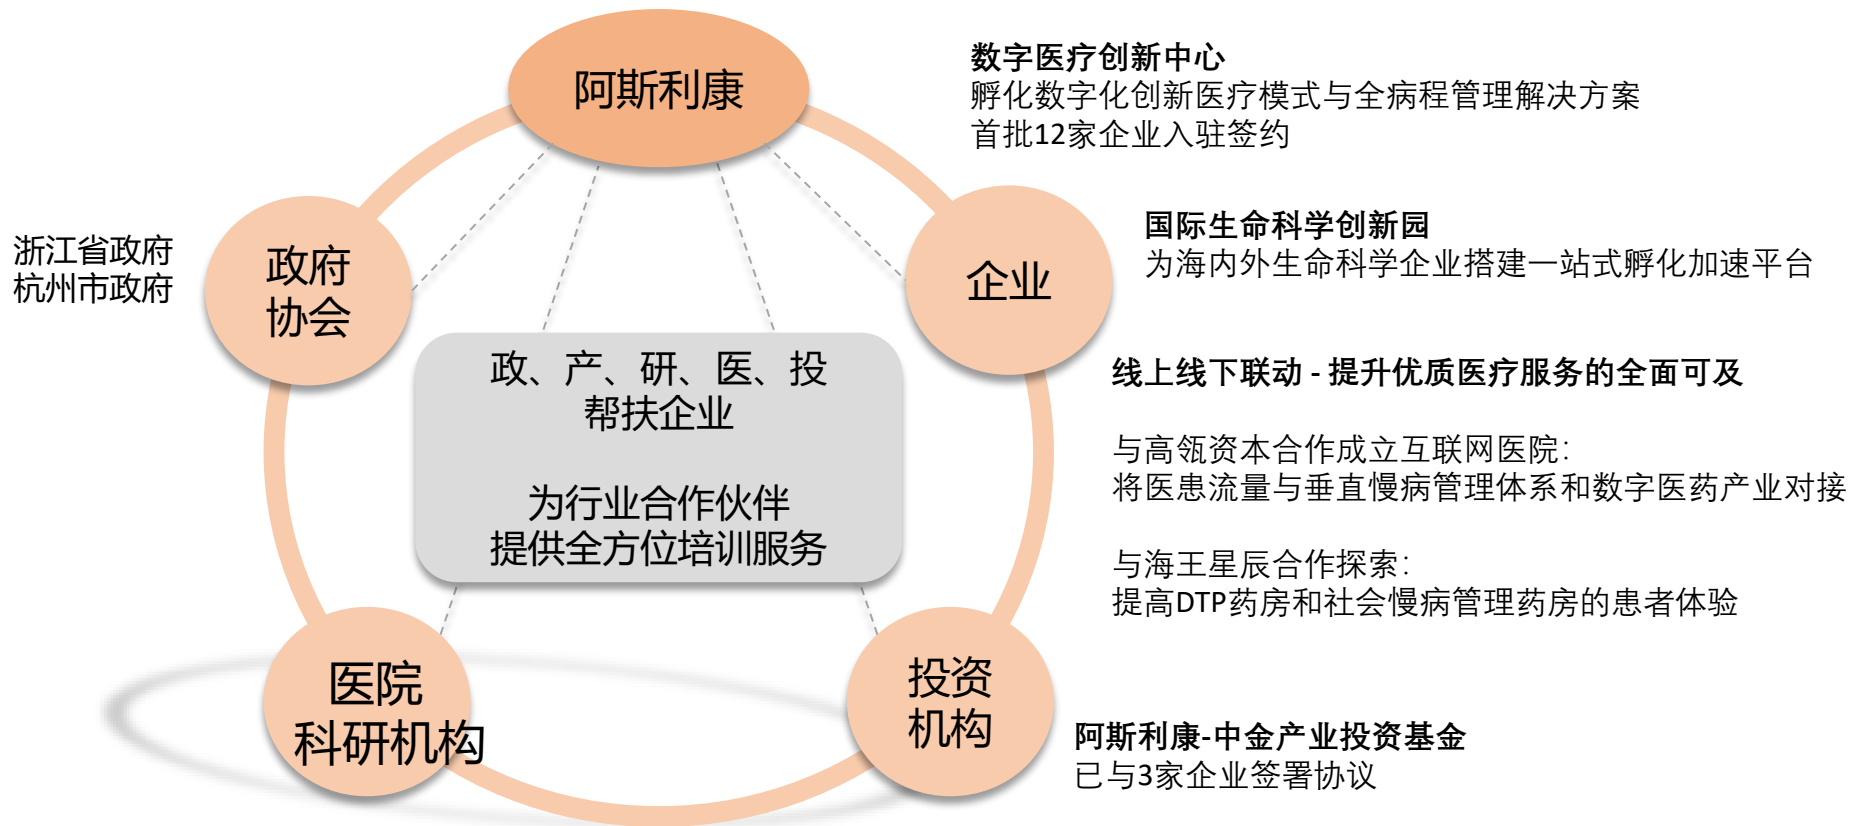 阿斯利康
数字医疗创新中心
孵化数字化创新医疗模式与全病程管理解决方案
首批12家企业入驻签约
浙江省政府
杭州市政府
政府
协会
企业
国际生命科学创新园
为海内外生命科学企业搭建一站式孵化加速平台
政、产、研、医、投
帮扶企业
为行业合作伙伴
提供全方位培训服务
线上线下联动 - 提升优质医疗服务的全面可及
与高瓴资本合作成立互联网医院：
将医患流量与垂直慢病管理体系和数字医药产业对接
与海王星辰合作探索：
提高DTP药房和社会慢病管理药房的患者体验
医院
科研机构
投资
机构
阿斯利康-中金产业投资基金
已与3家企业签署协议